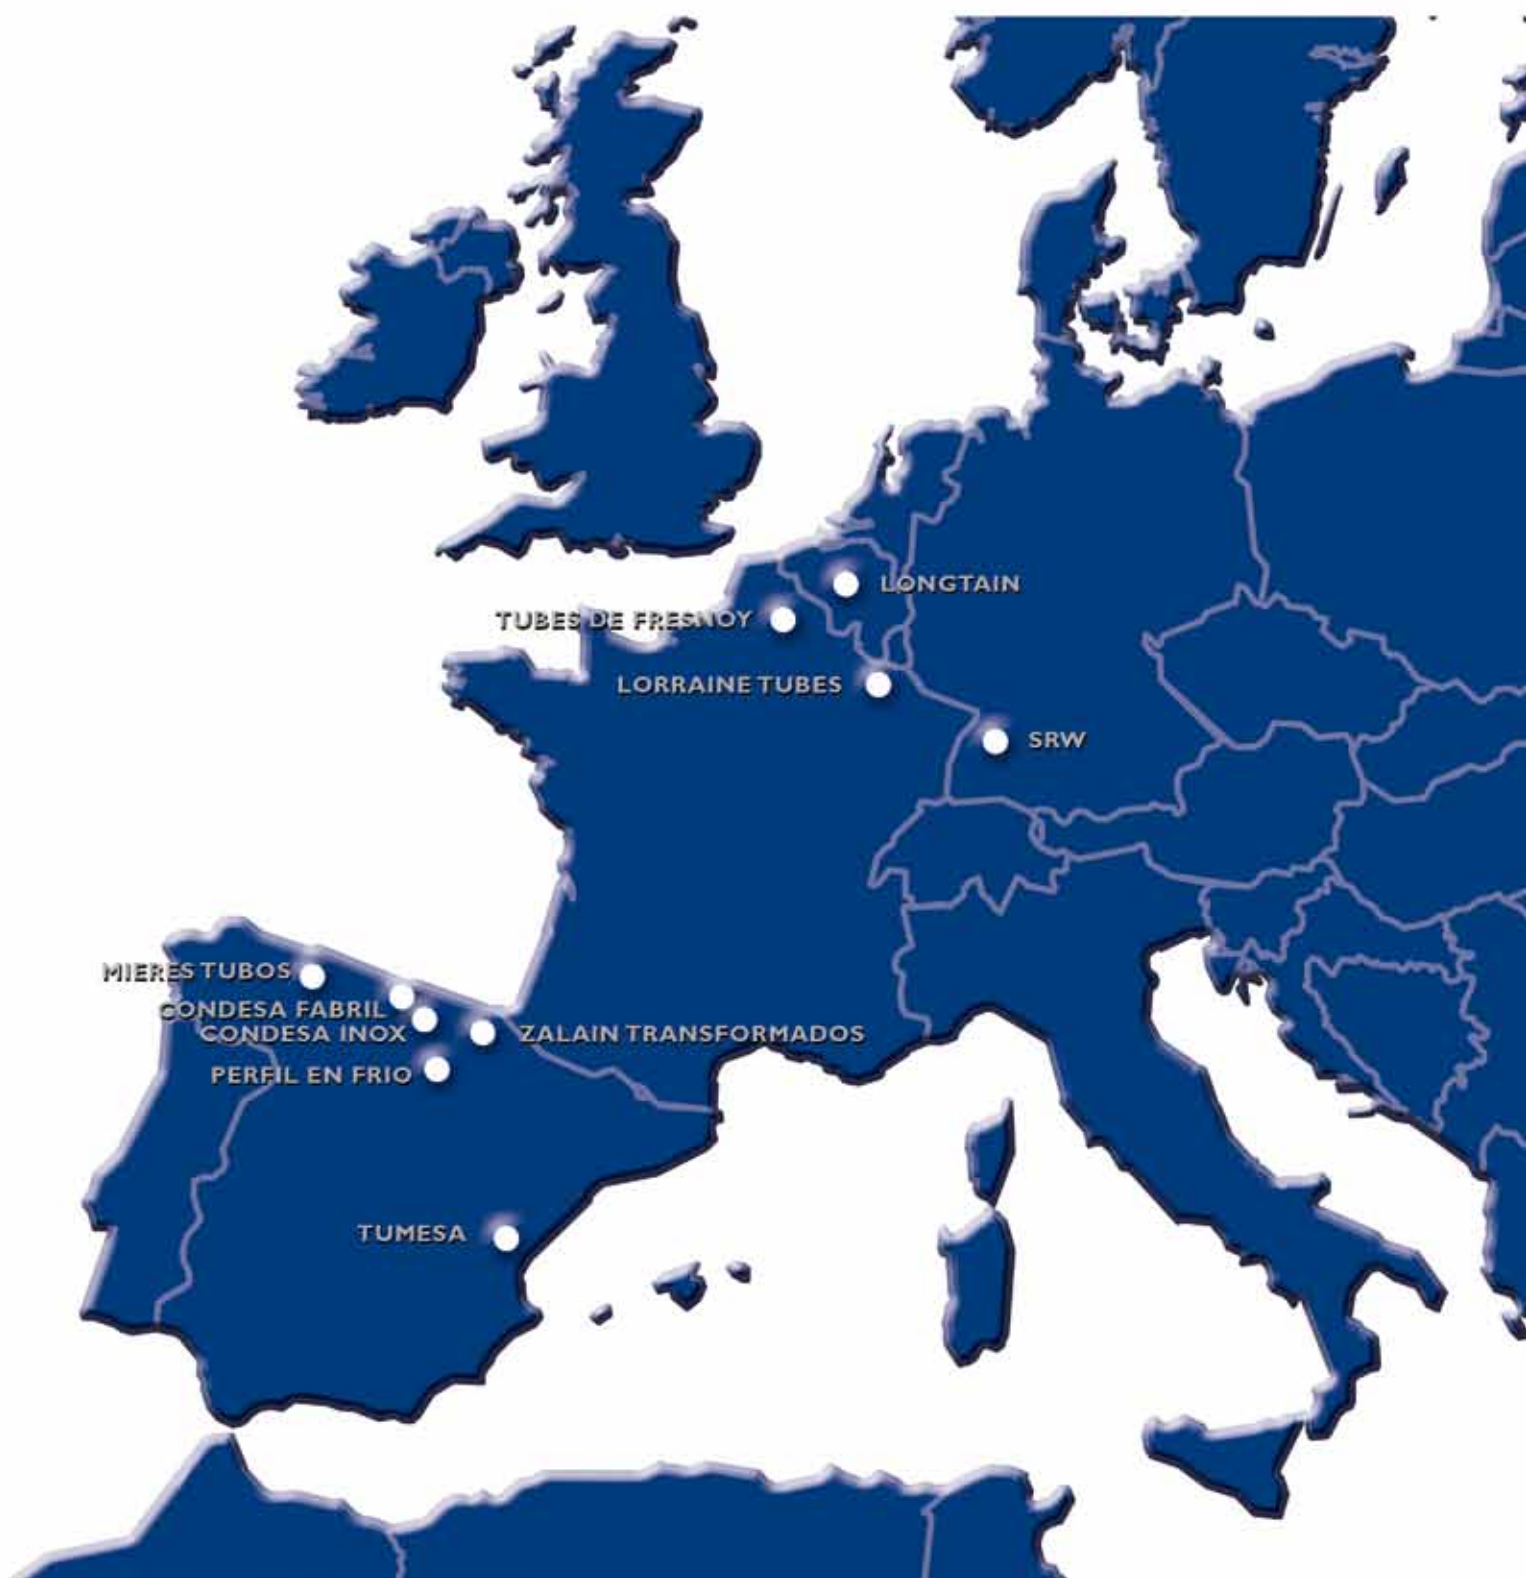 LONGTAIN
TUBES DE FRESNOY
LORRAINE TUBES
SRW
MIERES TUBOS
CONDESA FABRIL
CONDESA INOX
ZALAIN TRANSFORMADOS
PERFIL EN FRIO
TUMESA